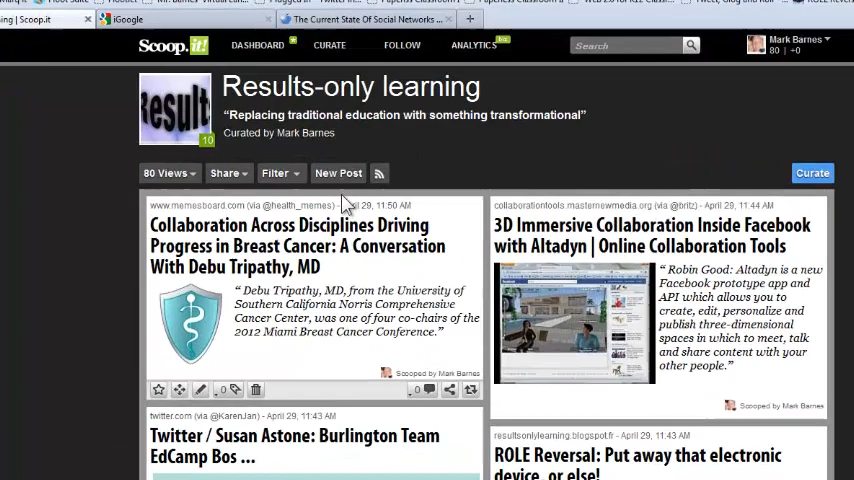 ning | Scoop.it
iGoogle
The Current State Of Social Networks ...
Scoop.it!
DASHBOARD
CURATE
FOLLOW
ANALYTICS
biz
Search
Mark Barnes
80 | +0
Results
10
Results-only learning
“Replacing traditional education with something transformational”
Curated by Mark Barnes
80 Views
Share
Filter
New Post
Curate
www.memesboard.com (via @health_memes) - April 29, 11:50 AM
Collaboration Across Disciplines Driving
Progress in Breast Cancer: A Conversation
With Debu Tripathy, MD
“ Debu Tripathy, MD, from the University of
Southern California Norris Comprehensive
Cancer Center, was one of four co-chairs of the
2012 Miami Breast Cancer Conference.”
Scooped by Mark Barnes
0
0
twitter.com (via @KarenJan) - April 29, 11:43 AM
Twitter / Susan Astone: Burlington Team
EdCamp Bos ...
collaborationtools.masternewmedia.org (via @britz) - April 29, 11:44 AM
3D Immersive Collaboration Inside Facebook
with Altadyn | Online Collaboration Tools
“ Robin Good: Altadyn is a new
Facebook prototype app and
API which allows you to
create, edit, personalize and
publish three-dimensional
spaces in which to meet, talk
and share content with your
other people.”
Scooped by Mark Barnes
resultsonlylearning.blogspot.fr - April 29, 11:43 AM
ROLE Reversal: Put away that electronic
device, or else!